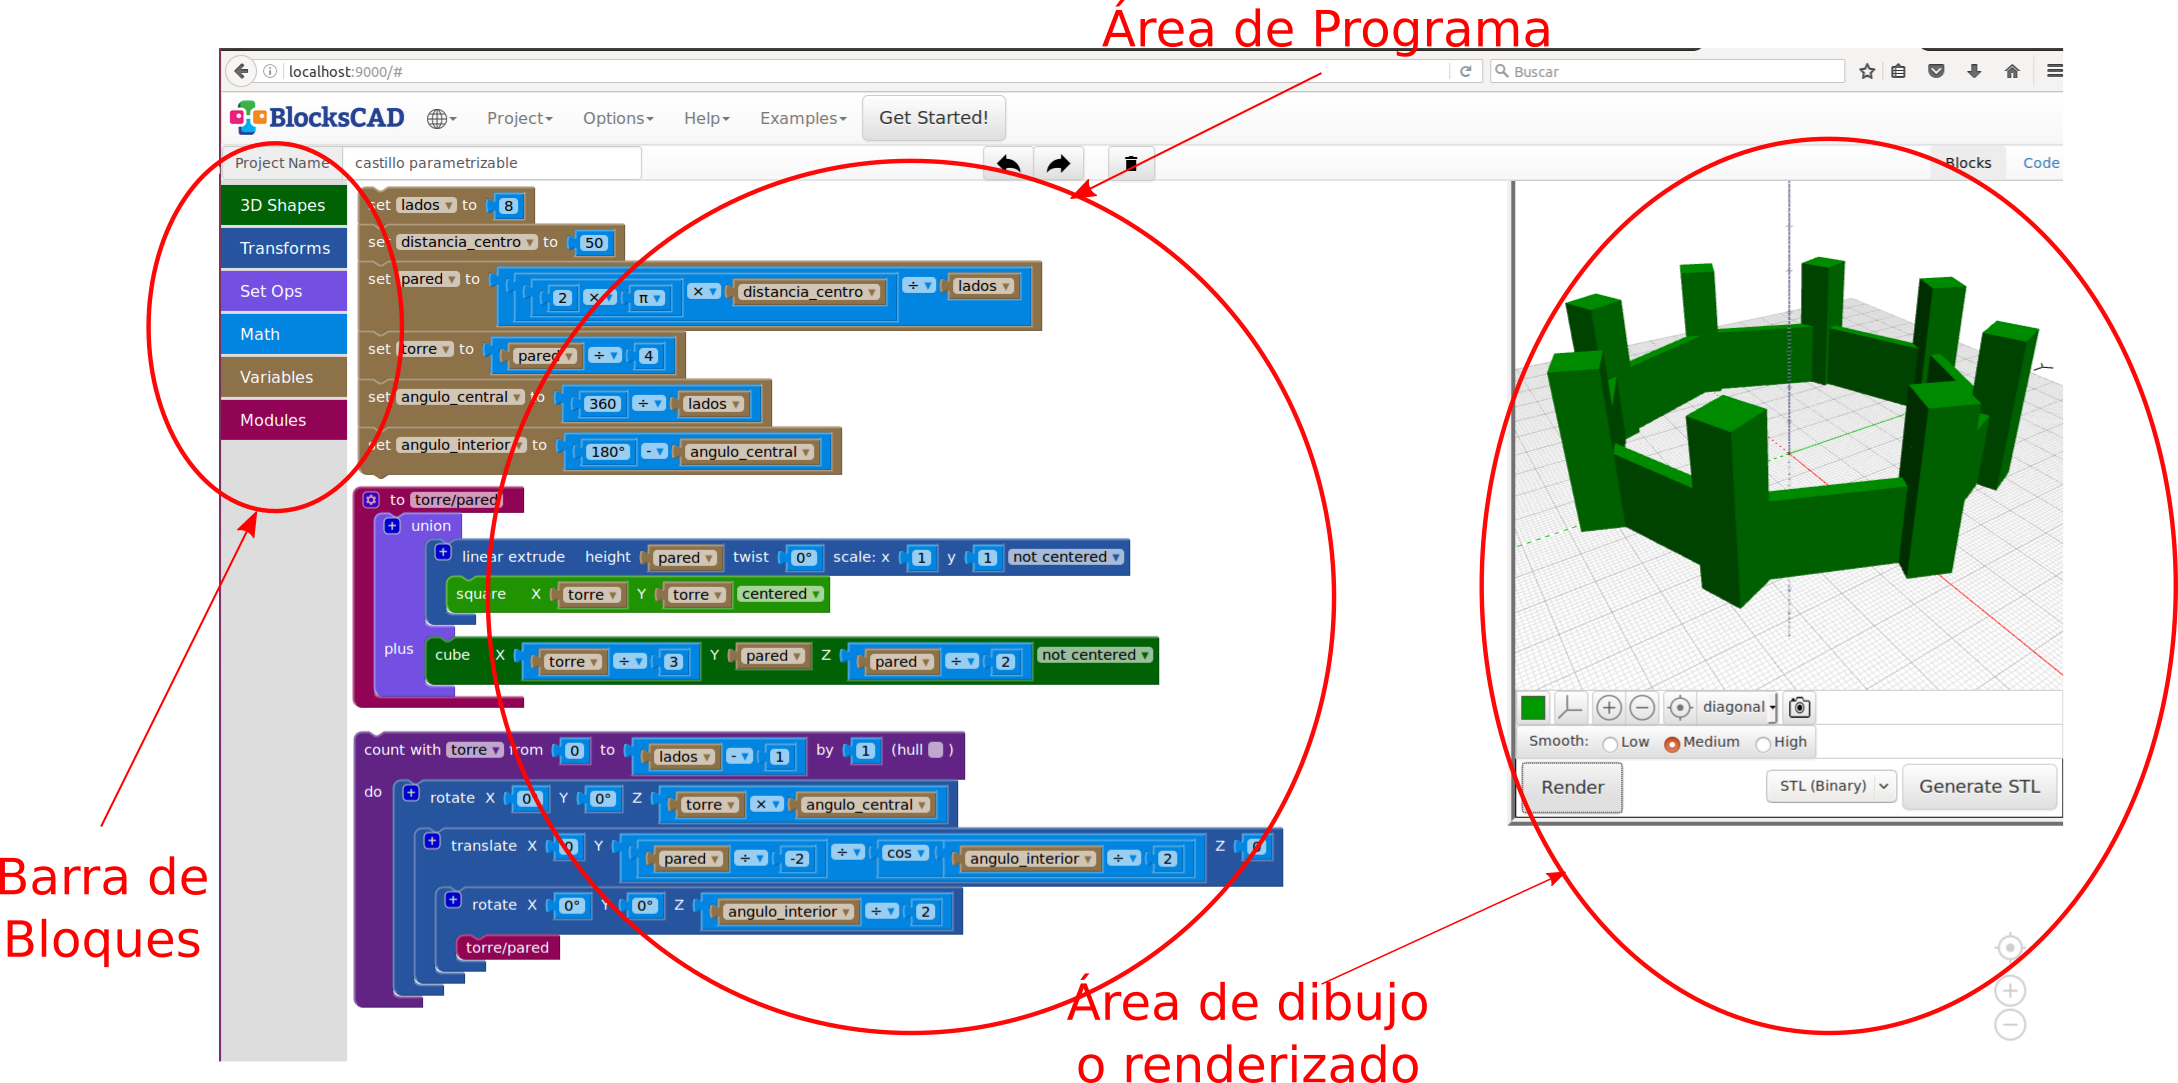 Área de Programa
localhost:9000/#
Buscar
BlocksCAD
Project
Options
Help
Examples
Get Started!
Project Name
castillo parametrizable
Blocks
Code
3D Shapes
Transforms
Set Ops
Math
Variables
Modules
set lados to 8
set distancia_centro to 50
set pared to 2 × π × distancia_centro ÷ lados
set torre to pared ÷ 4
set angulo_central to 360 ÷ lados
set angulo_interior to 180° - angulo_central
to torre/pared
union
linear extrude height pared twist 0° scale: x 1 y 1 not centered
square X torre Y torre centered
plus cube X torre ÷ 3 Y pared Z pared ÷ 2 not centered
count with torre from 0 to lados - 1 by 1 (hull )
do rotate X 0° Y 0° Z torre × angulo_central
translate X 0 Y pared ÷ -2 ÷ cos angulo_interior ÷ 2 Z 0
rotate X 0° Y 0° Z angulo_interior ÷ 2
torre/pared
diagonal
Smooth: Low Medium High
Render
STL (Binary)
Generate STL
Barra de
Bloques
Área de dibujo
o renderizado